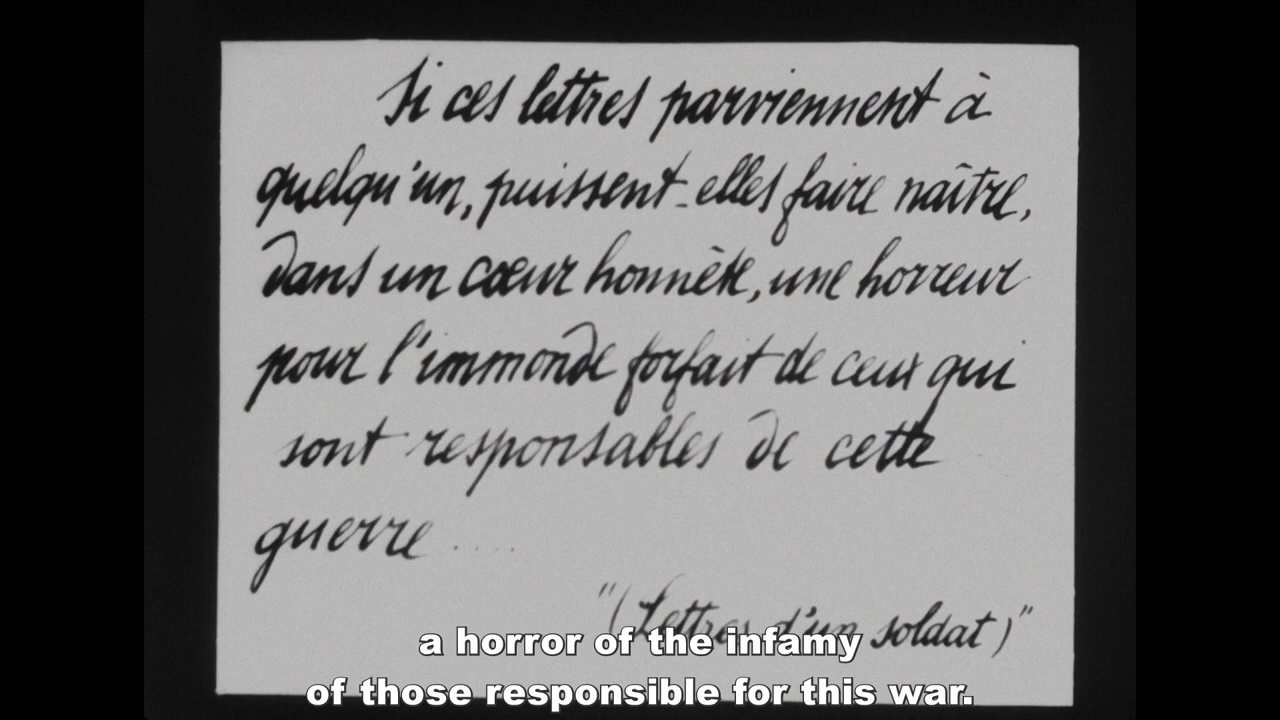 Si ces lettres parviennent à
quelqu'un, puissent-elles faire naître,
dans un cœur honnête, une horreur
pour l'immonde forfait de ceux qui
sont responsables de cette
guerre ....
"(Lettres d'un soldat)"
a horror of the infamy
of those responsible for this war.